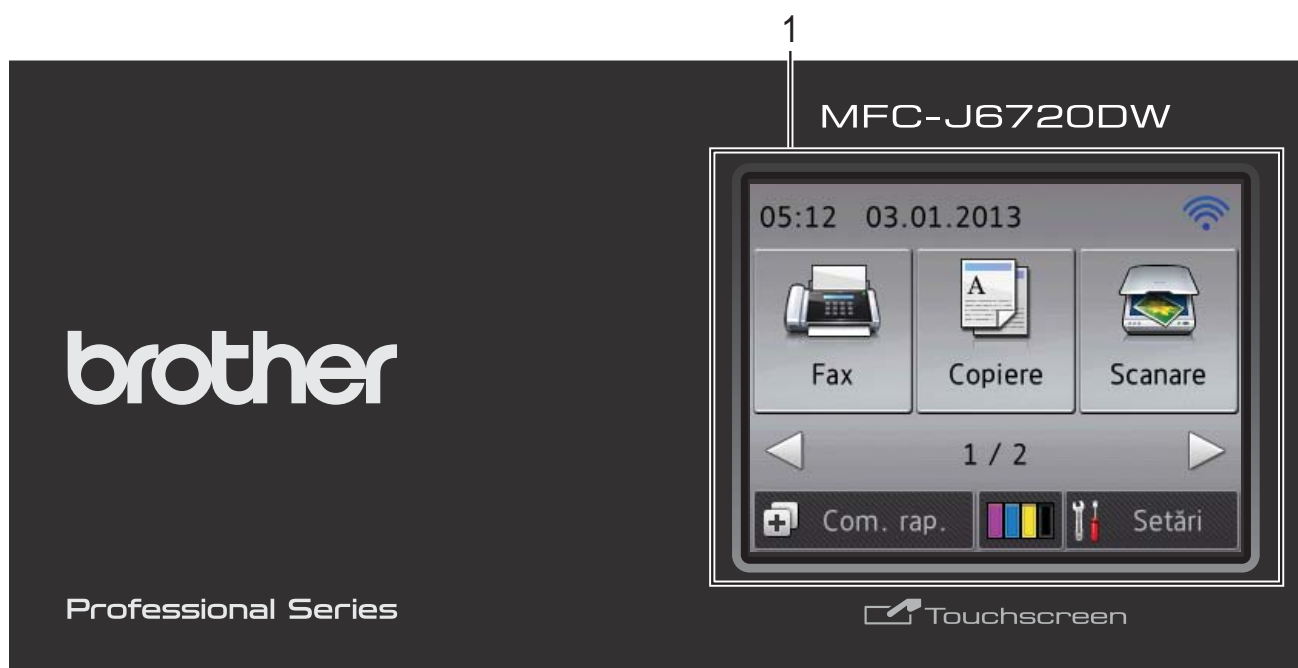 1
MFC-J6720DW
05:12 03.01.2013
A
Fax Copiere Scanare
brother
1 / 2
Com. rap. Setări
Professional Series
Touchscreen